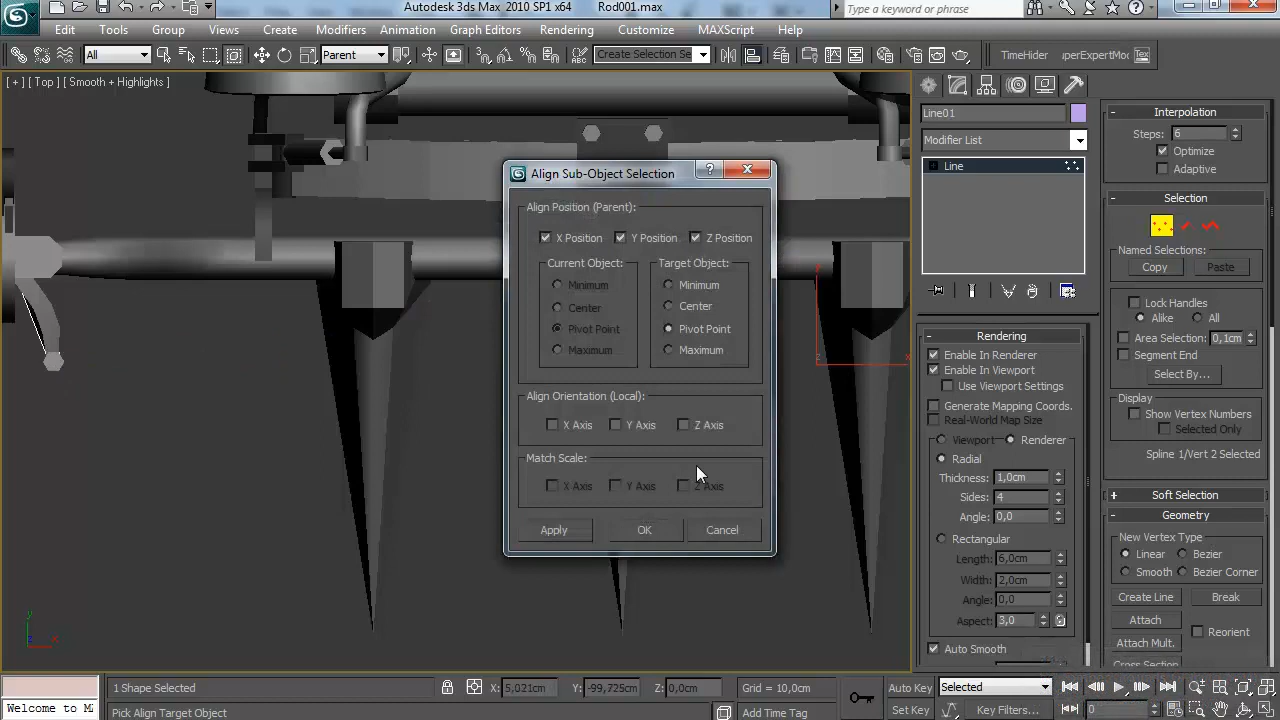 Autodesk 3ds Max 2010 SP1 x64 Rod001.max
Type a keyword or phrase
Edit Tools Group Views Create Modifiers Animation Graph Editors Rendering Customize MAXScript Help
All Parent Create Selection Se TimeHider perExpertMod Tex
[ + ] [ Top ] [ Smooth + Highlights ]
Line01
Modifier List
Line
Align Sub-Object Selection
Align Position (Parent):
X Position Y Position Z Position
Current Object: Target Object:
Minimum Minimum
Center Center
Pivot Point Pivot Point
Maximum Maximum
Align Orientation (Local):
X Axis Y Axis Z Axis
Match Scale:
X Axis Y Axis Z Axis
Apply OK Cancel
Rendering
Enable In Renderer
Enable In Viewport
Use Viewport Settings
Generate Mapping Coords.
Real-World Map Size
Viewport Renderer
Radial
Thickness: 1,0cm
Sides: 4
Angle: 0,0
Rectangular
Length: 6,0cm
Width: 2,0cm
Angle: 0,0
Aspect: 3,0
Auto Smooth
Interpolation
Steps: 6
Optimize
Adaptive
Selection
Named Selections:
Copy Paste
Lock Handles
Alike All
Area Selection: 0,1cm
Segment End
Select By...
Display
Show Vertex Numbers
Selected Only
Spline 1/Vert 2 Selected
Soft Selection
Geometry
New Vertex Type
Linear Bezier
Smooth Bezier Corner
Create Line Break
Attach Reorient
Attach Mult.
Cross Section
y
z x
y
z x
1 Shape Selected X: 5,021cm Y: -99,725cm Z: 0,0cm Grid = 10,0cm Auto Key Selected
Welcome to M Pick Align Target Object Add Time Tag Set Key Key Filters... 0